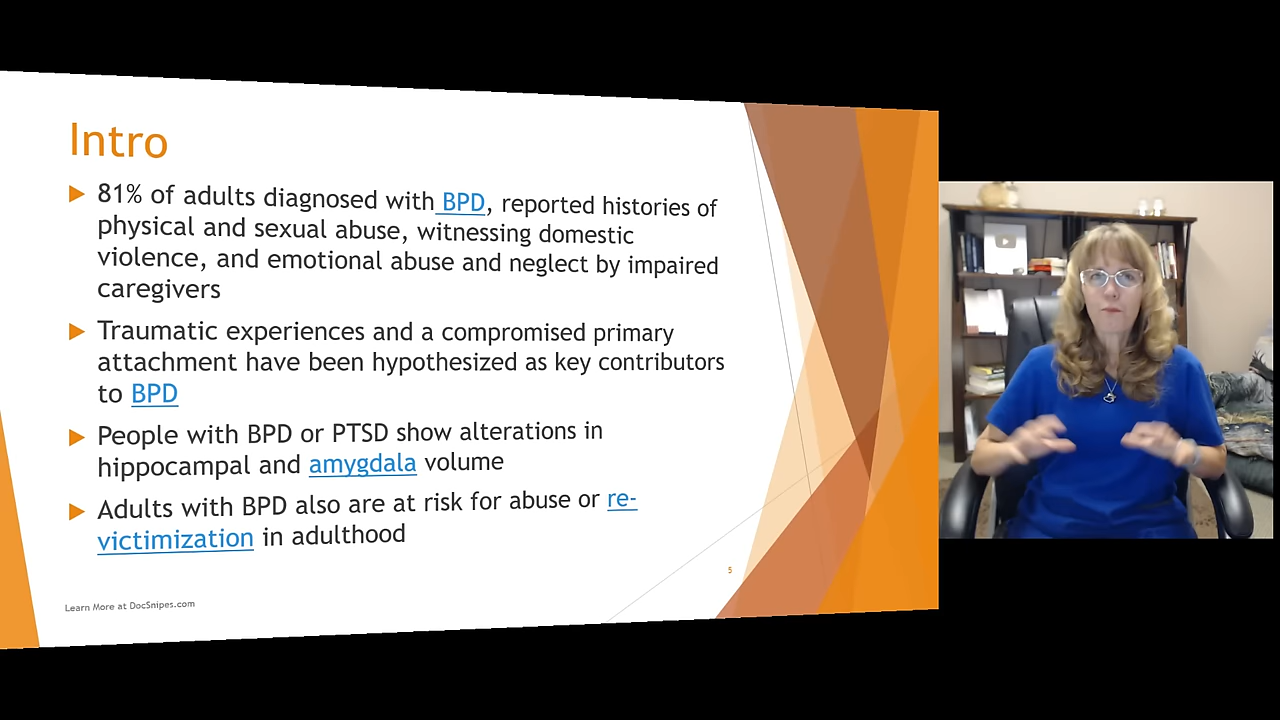 Intro
81% of adults diagnosed with BPD, reported histories of
physical and sexual abuse, witnessing domestic
violence, and emotional abuse and neglect by impaired
caregivers
Traumatic experiences and a compromised primary
attachment have been hypothesized as key contributors
to BPD
People with BPD or PTSD show alterations in
hippocampal and amygdala volume
Adults with BPD also are at risk for abuse or re-
victimization in adulthood
5
Learn More at DocSnipes.com